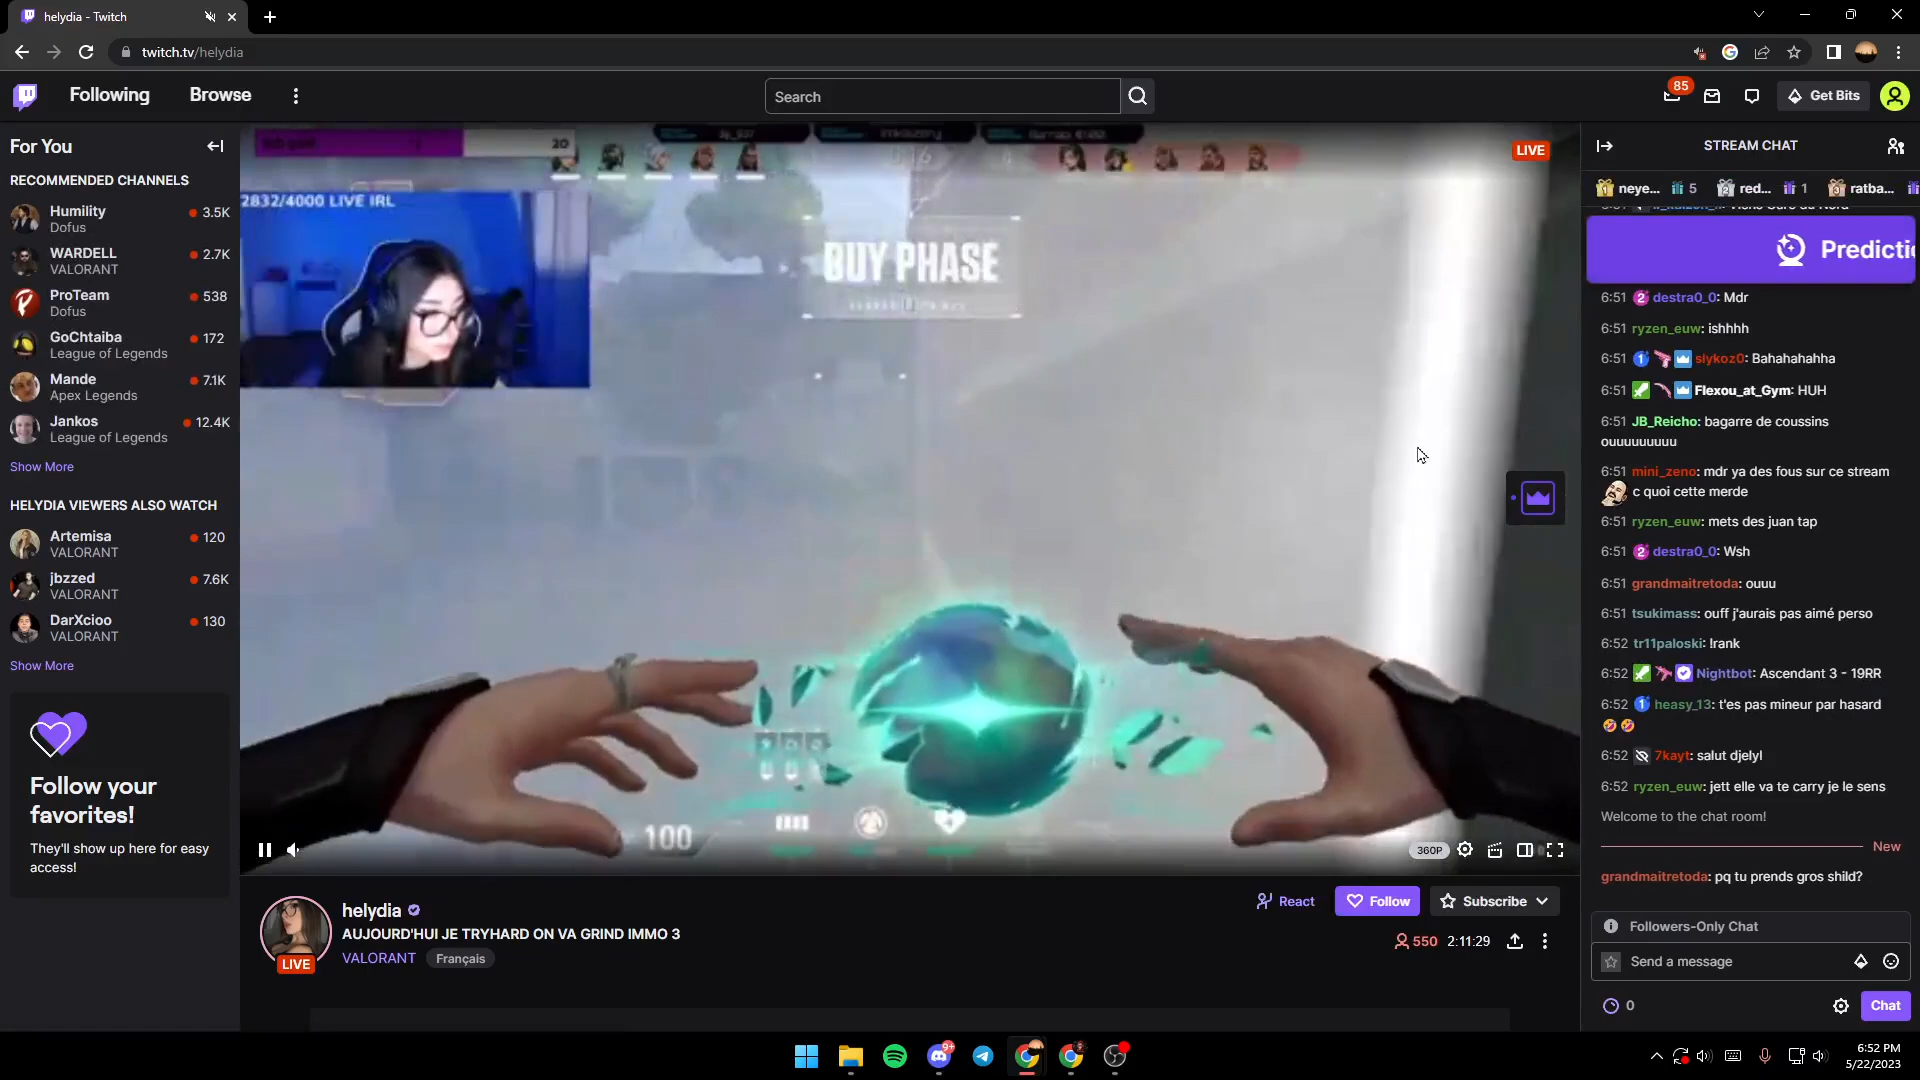 helydia - Twitch
twitch.tv/helydia
Following
Browse
Search
85
Get Bits
For You
RECOMMENDED CHANNELS
Humility
3.5K
Dofus
WARDELL
2.7K
VALORANT
ProTeam
538
Dofus
GoChtaiba
172
League of Legends
Mande
7.1K
Apex Legends
Jankos
12.4K
League of Legends
Show More
HELYDIA VIEWERS ALSO WATCH
Artemisa
120
VALORANT
jbzzed
7.6K
VALORANT
DarXcioo
130
VALORANT
Show More
Follow your
favorites!
They'll show up here for easy
access!
20
LIVE
2832/4000 LIVE IRL
BUY PHASE
100
360P
helydia
AUJOURD'HUI JE TRYHARD ON VA GRIND IMMO 3
LIVE
VALORANT
Français
React
Follow
Subscribe
550
2:11:29
STREAM CHAT
neye... 5 red... 1 ratba...
Predictio
6:51 2 destra0_0: Mdr
6:51 ryzen_euw: ishhhh
6:51 1 slykoz0: Bahahahahha
6:51 Flexou_at_Gym: HUH
6:51 JB_Reicho: bagarre de coussins
ouuuuuuuuu
6:51 mini_zeno: mdr ya des fous sur ce stream
c quoi cette merde
6:51 ryzen_euw: mets des juan tap
6:51 2 destra0_0: Wsh
6:51 grandmaitretoda: ouuu
6:51 tsukimass: ouff j'aurais pas aimé perso
6:52 tr11paloski: !rank
6:52 Nightbot: Ascendant 3 - 19RR
6:52 1 heasy_13: t'es pas mineur par hasard
🤣 🤣
6:52 7kayt: salut djelyl
6:52 ryzen_euw: jett elle va te carry je le sens
Welcome to the chat room!
New
grandmaitretoda: pq tu prends gros shild?
Followers-Only Chat
Send a message
0
Chat
9+
6:52 PM
5/22/2023